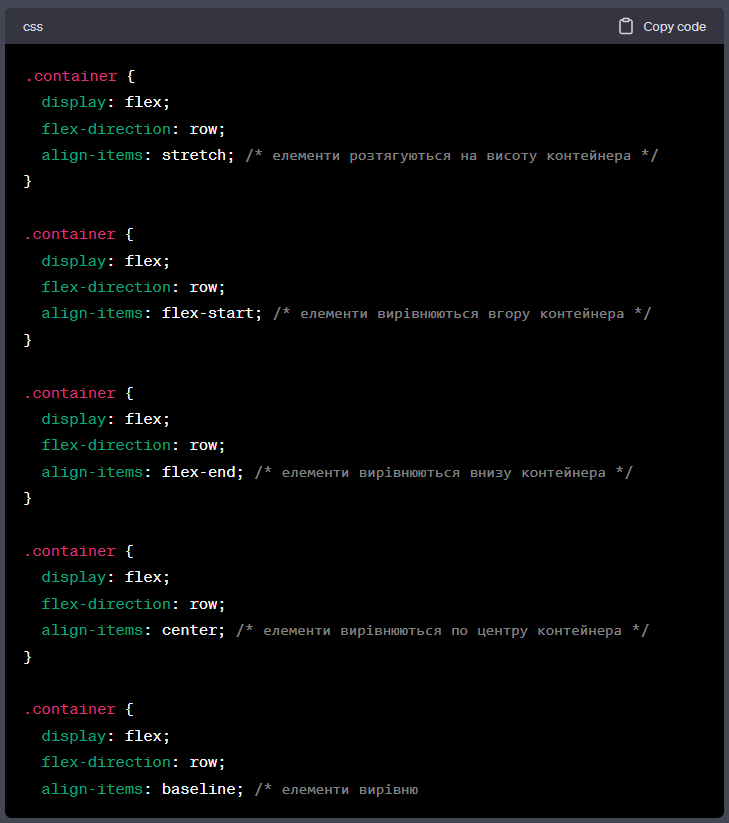 css Copy code
.container {
display: flex;
flex-direction: row;
align-items: stretch; /* елементи розтягуються на висоту контейнера */
}
.container {
display: flex;
flex-direction: row;
align-items: flex-start; /* елементи вирівнюються вгору контейнера */
}
.container {
display: flex;
flex-direction: row;
align-items: flex-end; /* елементи вирівнюються внизу контейнера */
}
.container {
display: flex;
flex-direction: row;
align-items: center; /* елементи вирівнюються по центру контейнера */
}
.container {
display: flex;
flex-direction: row;
align-items: baseline; /* елементи вирівню